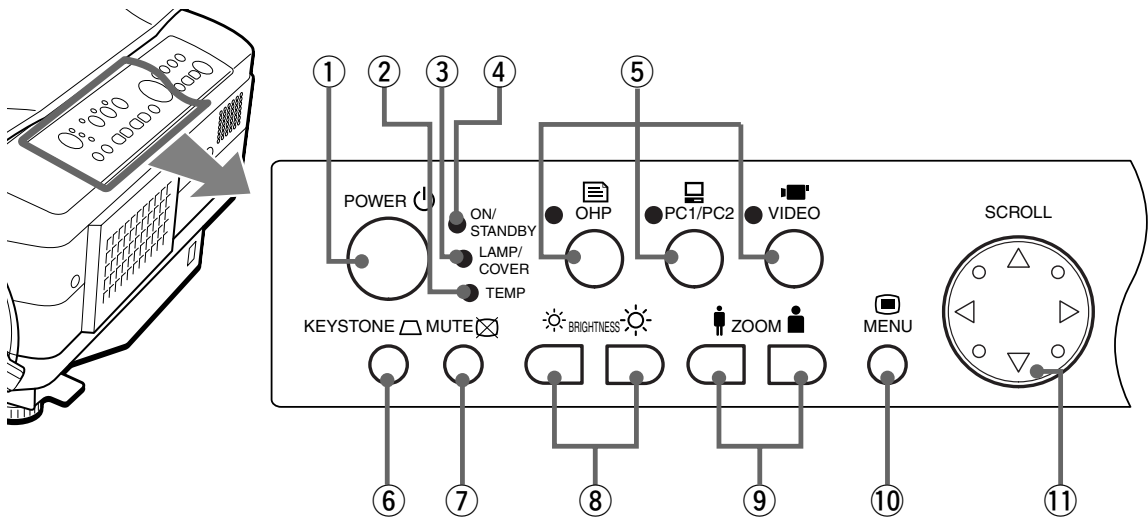 ① ② ③ ④ ⑤
POWER
ON/
STANDBY
LAMP/
COVER
TEMP
OHP
PC1/PC2
VIDEO
SCROLL
KEYSTONE
MUTE
BRIGHTNESS
ZOOM
MENU
⑥ ⑦ ⑧ ⑨ ⑩ ⑪